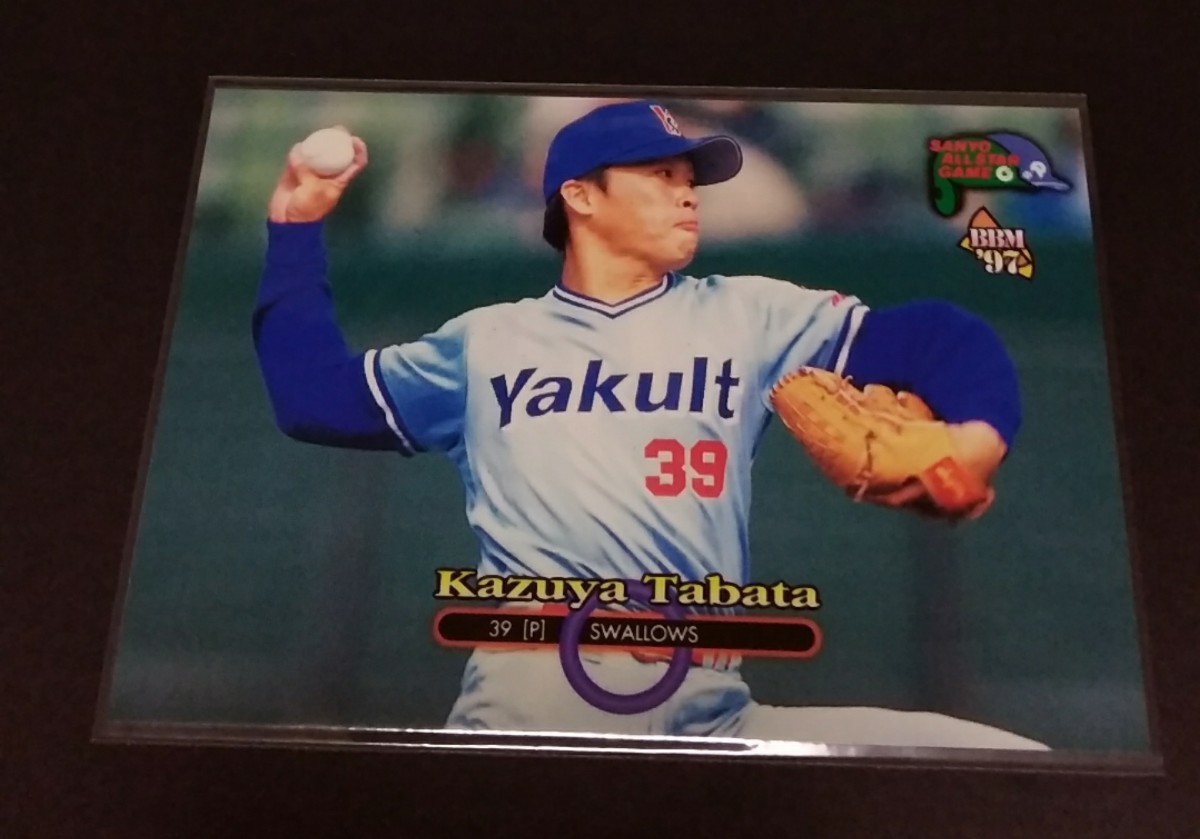 SANYO
ALL STAR
GAME
BBM
'97
Yakult
39
Kazuya Tabata
39 [P] SWALLOWS